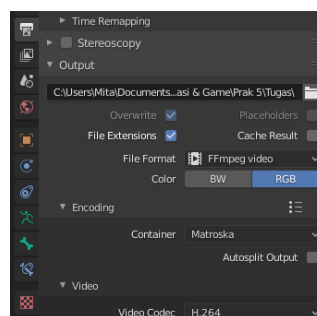 Time Remapping
Stereoscopy
Output
C:\Users\Mita\Documents...asi & Game\Prak 5\Tugas\
Overwrite Placeholders
File Extensions Cache Result
File Format FFmpeg video
Color BW RGB
Encoding
Container Matroska
Autosplit Output
Video
Video Codec H.264